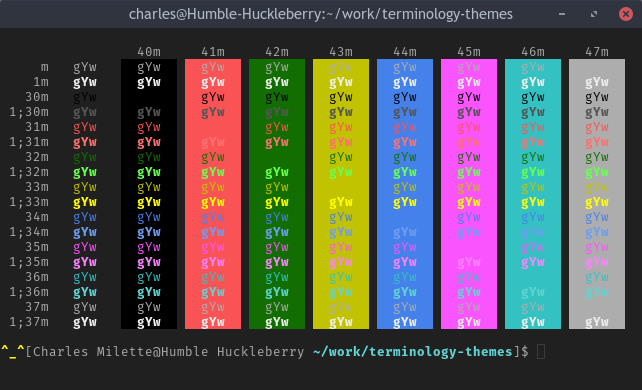 charles@Humble-Huckleberry:~/work/terminology-themes
40m 41m 42m 43m 44m 45m 46m 47m
m gYw gYw gYw gYw gYw gYw gYw gYw
1m gYw gYw gYw gYw gYw gYw gYw gYw gYw
30m gYw gYw gYw gYw gYw gYw gYw gYw
1;30m gYw gYw gYw gYw gYw gYw gYw gYw gYw
31m gYw gYw gYw gYw gYw gYw gYw gYw
1;31m gYw gYw gYw gYw gYw gYw gYw gYw gYw
32m gYw gYw gYw gYw gYw gYw gYw gYw
1;32m gYw gYw gYw gYw gYw gYw gYw gYw gYw
33m gYw gYw gYw gYw gYw gYw gYw gYw
1;33m gYw gYw gYw gYw gYw gYw gYw gYw gYw
34m gYw gYw gYw gYw gYw gYw gYw gYw
1;34m gYw gYw gYw gYw gYw gYw gYw gYw gYw
35m gYw gYw gYw gYw gYw gYw gYw gYw
1;35m gYw gYw gYw gYw gYw gYw gYw gYw gYw
36m gYw gYw gYw gYw gYw gYw gYw gYw
1;36m gYw gYw gYw gYw gYw gYw gYw gYw gYw
37m gYw gYw gYw gYw gYw gYw gYw gYw
1;37m gYw gYw gYw gYw gYw gYw gYw gYw gYw
^_^[Charles Milette@Humble Huckleberry ~/work/terminology-themes]$